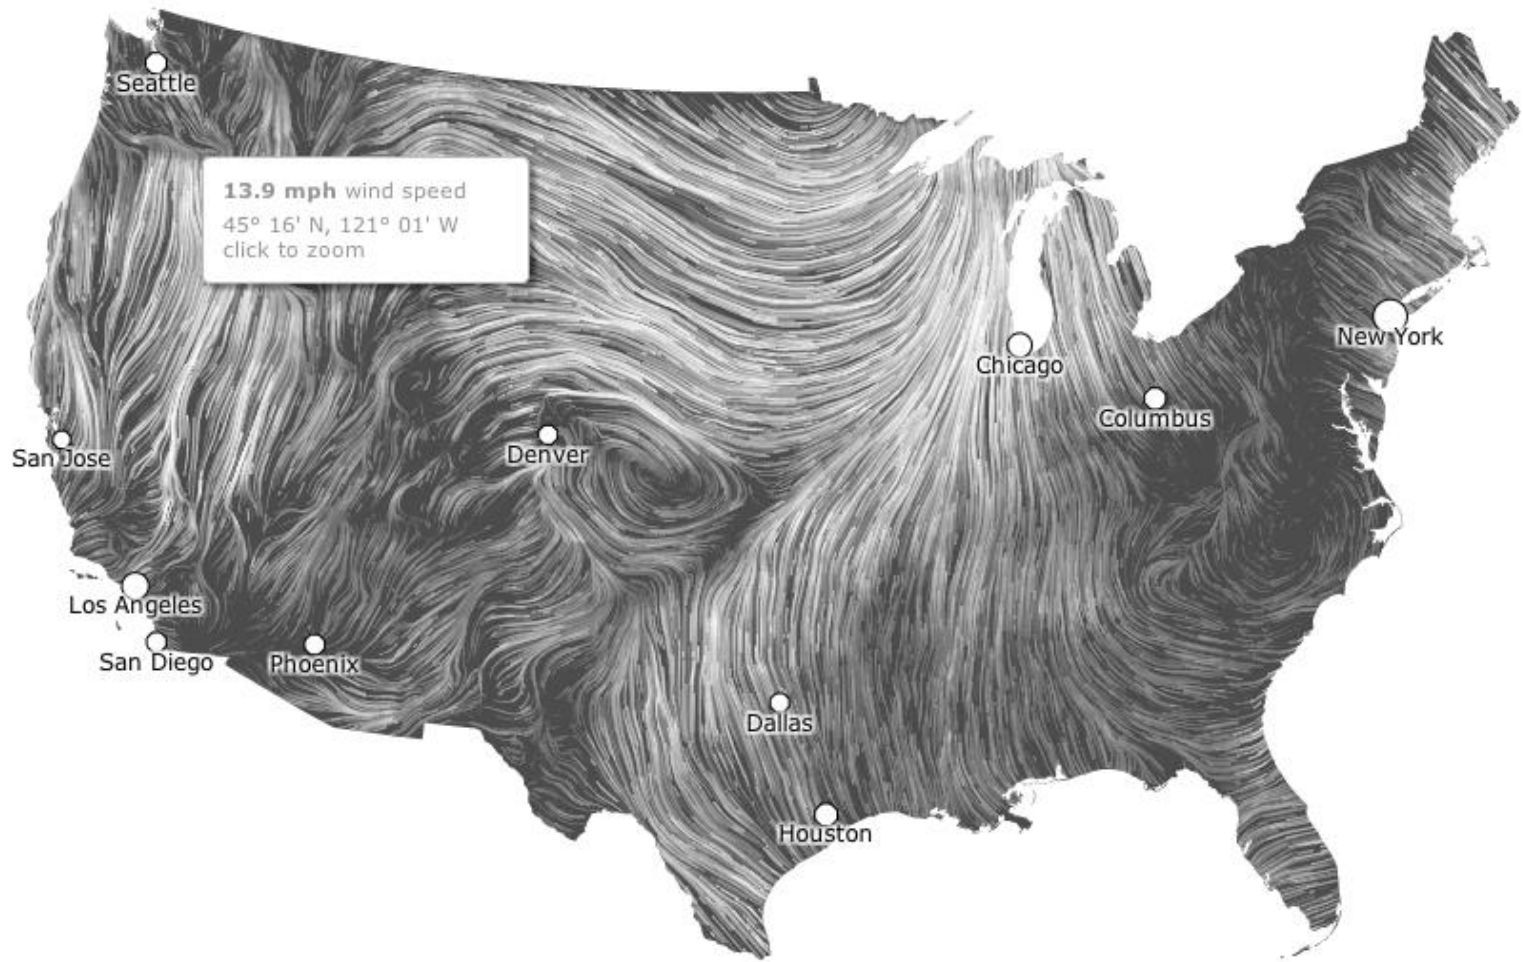 Seattle
13.9 mph wind speed
45° 16' N, 121° 01' W
click to zoom
New York
Chicago
Columbus
San Jose
Denver
Los Angeles
San Diego
Phoenix
Dallas
Houston